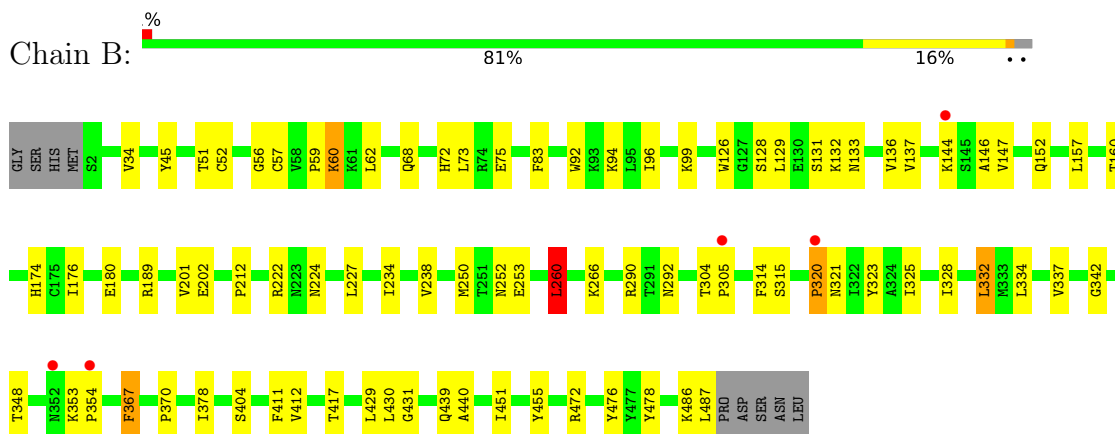 %
Chain B:
81% 16% • •
GLY SER HIS MET S2 V34 Y45 T51 C52 G56 C57 V58 P59 K60 K61 L62 Q68 H72 L73 R74 E75 F83 W92 K93 K94 L95 I96 K99 W126 G127 S128 L129 E130 S131 K132 N133 V136 V137 K144 S145 A146 V147 Q152 L157 T160
H174 C175 I176 E180 R189 V201 E202 P212 R222 N223 N224 L227 I234 V238 M250 T251 N252 E253 L260 K266 R290 T291 N292 T304 P305 F314 S315 P320 N321 I322 Y323 A324 I325 I328 L332 M333 L334 V337 G342
T348 N352 K353 P354 F367 P370 I378 S404 F411 V412 T417 L429 L430 G431 Q439 A440 I451 Y455 R472 Y476 Y477 Y478 K486 L487 PRO ASP SER ASN LEU